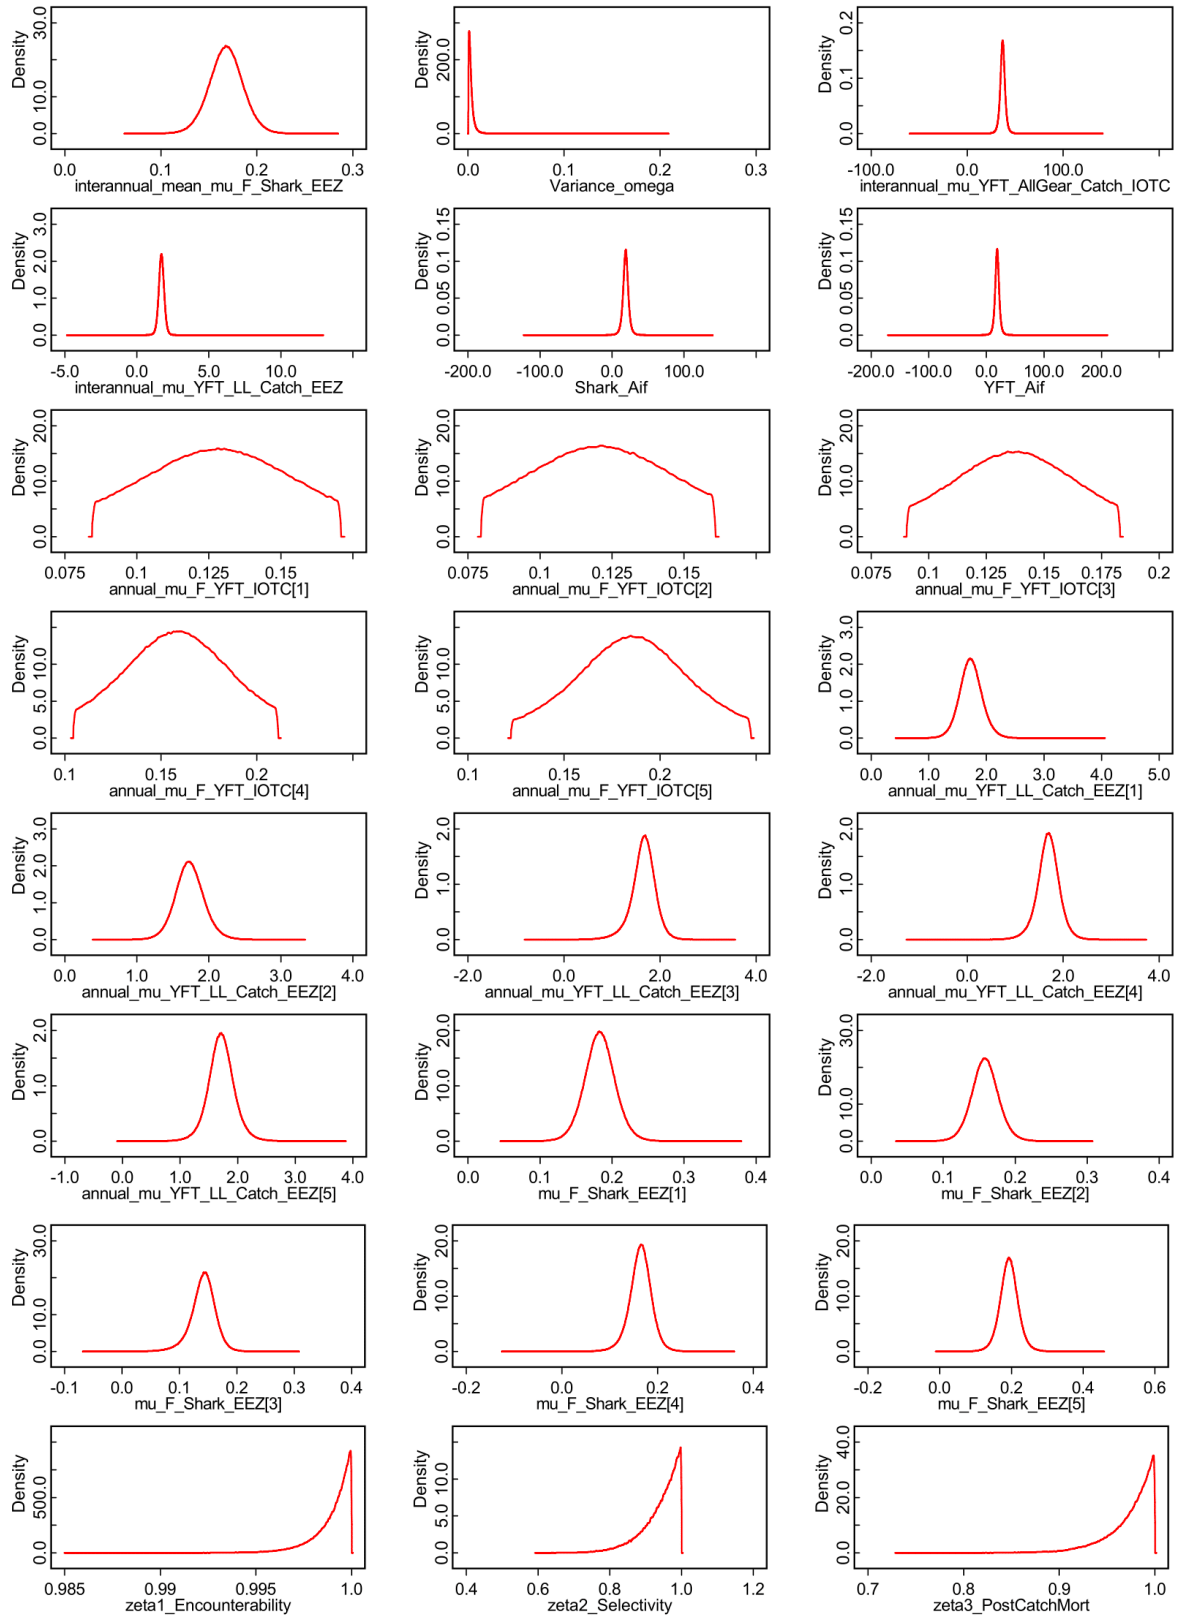 Density
0.0 10.0 30.0
0.0 0.1 0.2 0.3
interannual_mean_mu_F_Shark_EEZ
Density
0.0 200.0
0.0 0.1 0.2 0.3
Variance_omega
Density
0.0 0.1 0.2
-100.0 0.0 100.0
interannual_mu_YFT_AllGear_Catch_IOTC
Density
0.0 1.0 2.0 3.0
-5.0 0.0 5.0 10.0
interannual_mu_YFT_LL_Catch_EEZ
Density
0.0 0.05 0.1 0.15
-200.0 -100.0 0.0 100.0
Shark_Aif
Density
0.0 0.05 0.1 0.15
-200.0 -100.0 0.0 100.0 200.0
YFT_Aif
Density
0.0 10.0 20.0
0.075 0.1 0.125 0.15
annual_mu_F_YFT_IOTC[1]
Density
0.0 10.0 20.0
0.075 0.1 0.125 0.15
annual_mu_F_YFT_IOTC[2]
Density
0.0 10.0 20.0
0.075 0.1 0.125 0.15 0.175 0.2
annual_mu_F_YFT_IOTC[3]
Density
0.0 5.0 10.0
0.1 0.15 0.2
annual_mu_F_YFT_IOTC[4]
Density
0.0 5.0 10.0
0.1 0.15 0.2
annual_mu_F_YFT_IOTC[5]
Density
0.0 1.0 2.0 3.0
0.0 1.0 2.0 3.0 4.0 5.0
annual_mu_YFT_LL_Catch_EEZ[1]
Density
0.0 1.0 2.0 3.0
0.0 1.0 2.0 3.0 4.0
annual_mu_YFT_LL_Catch_EEZ[2]
Density
0.0 1.0 2.0
-2.0 0.0 2.0 4.0
annual_mu_YFT_LL_Catch_EEZ[3]
Density
0.0 1.0 2.0
-2.0 0.0 2.0 4.0
annual_mu_YFT_LL_Catch_EEZ[4]
Density
0.0 1.0 2.0
-1.0 0.0 1.0 2.0 3.0 4.0
annual_mu_YFT_LL_Catch_EEZ[5]
Density
0.0 10.0 20.0
0.0 0.1 0.2 0.3 0.4
mu_F_Shark_EEZ[1]
Density
0.0 10.0 30.0
0.0 0.1 0.2 0.3 0.4
mu_F_Shark_EEZ[2]
Density
0.0 10.0 30.0
-0.1 0.0 0.1 0.2 0.3 0.4
mu_F_Shark_EEZ[3]
Density
0.0 10.0 20.0
-0.2 0.0 0.2 0.4
mu_F_Shark_EEZ[4]
Density
0.0 10.0 20.0
-0.2 0.0 0.2 0.4 0.6
mu_F_Shark_EEZ[5]
Density
0.0 500.0
0.985 0.99 0.995 1.0
zeta1_Encounterability
Density
0.0 5.0 10.0
0.4 0.6 0.8 1.0 1.2
zeta2_Selectivity
Density
0.0 20.0 40.0
0.7 0.8 0.9 1.0
zeta3_PostCatchMort